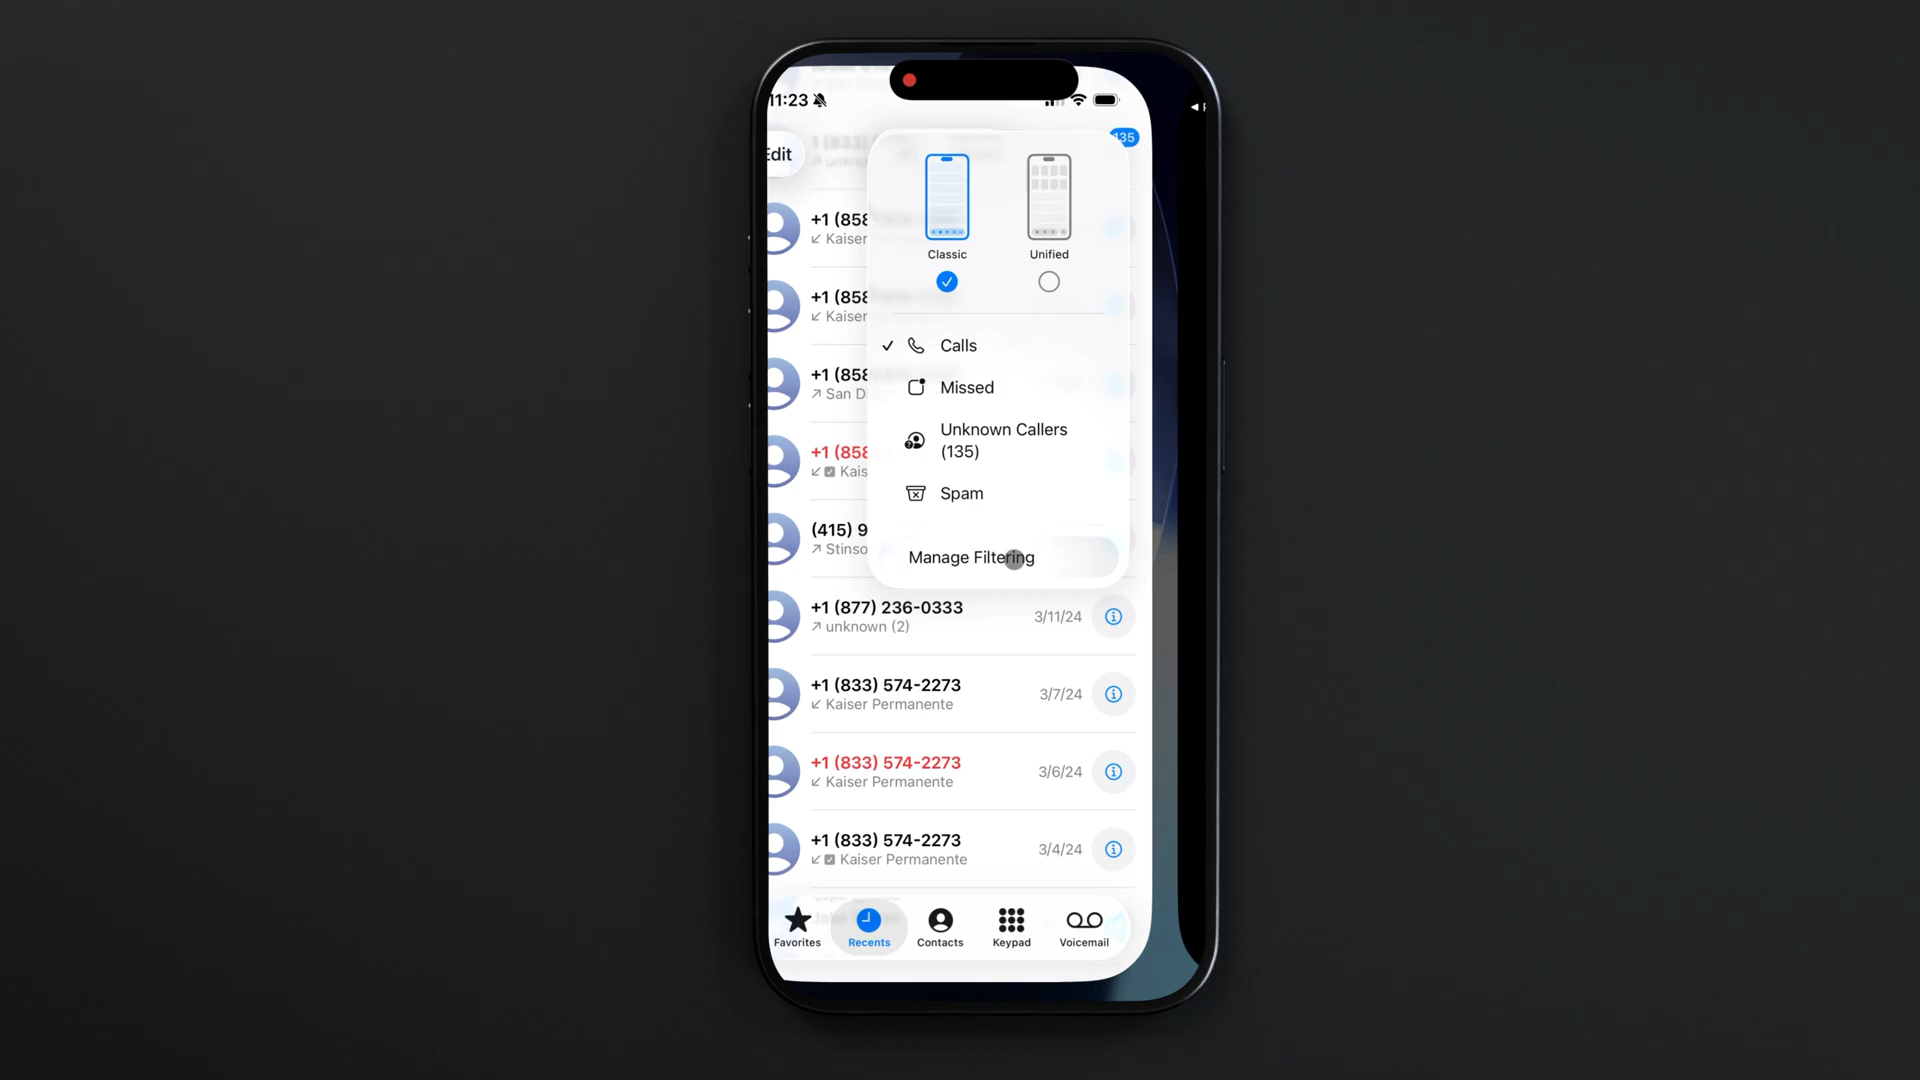 11:23
135
Edit
Classic
Unified
Calls
Missed
Unknown Callers
(135)
Spam
Manage Filtering
+1 (858
Kaiser
+1 (858
Kaiser
+1 (858
San D
+1 (858
Kais
(415) 9
Stinso
+1 (877) 236-0333
unknown (2)
3/11/24
+1 (833) 574-2273
Kaiser Permanente
3/7/24
+1 (833) 574-2273
Kaiser Permanente
3/6/24
+1 (833) 574-2273
Kaiser Permanente
3/4/24
Favorites
Recents
Contacts
Keypad
Voicemail